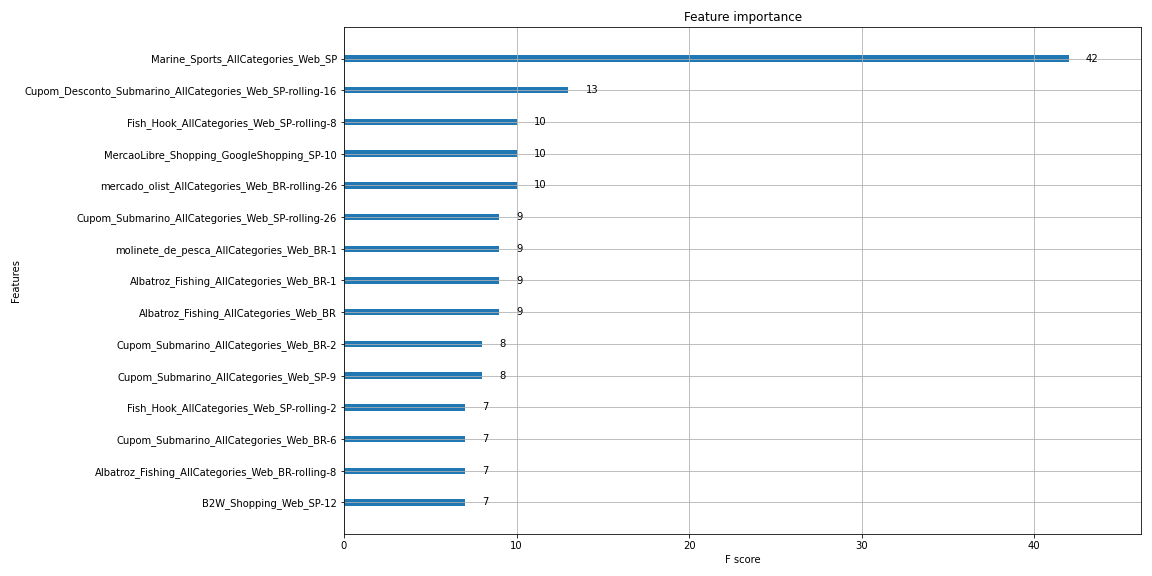 Feature importance
Marine_Sports_AllCategories_Web_SP 42
Cupom_Desconto_Submarino_AllCategories_Web_SP-rolling-16 13
Fish_Hook_AllCategories_Web_SP-rolling-8 10
MercaoLibre_Shopping_GoogleShopping_SP-10 10
mercado_olist_AllCategories_Web_BR-rolling-26 10
Cupom_Submarino_AllCategories_Web_SP-rolling-26 9
molinete_de_pesca_AllCategories_Web_BR-1 9
Albatroz_Fishing_AllCategories_Web_BR-1 9
Albatroz_Fishing_AllCategories_Web_BR 9
Cupom_Submarino_AllCategories_Web_BR-2 8
Cupom_Submarino_AllCategories_Web_SP-9 8
Fish_Hook_AllCategories_Web_SP-rolling-2 7
Cupom_Submarino_AllCategories_Web_BR-6 7
Albatroz_Fishing_AllCategories_Web_BR-rolling-8 7
B2W_Shopping_Web_SP-12 7
Features
0 10 20 30 40
F score